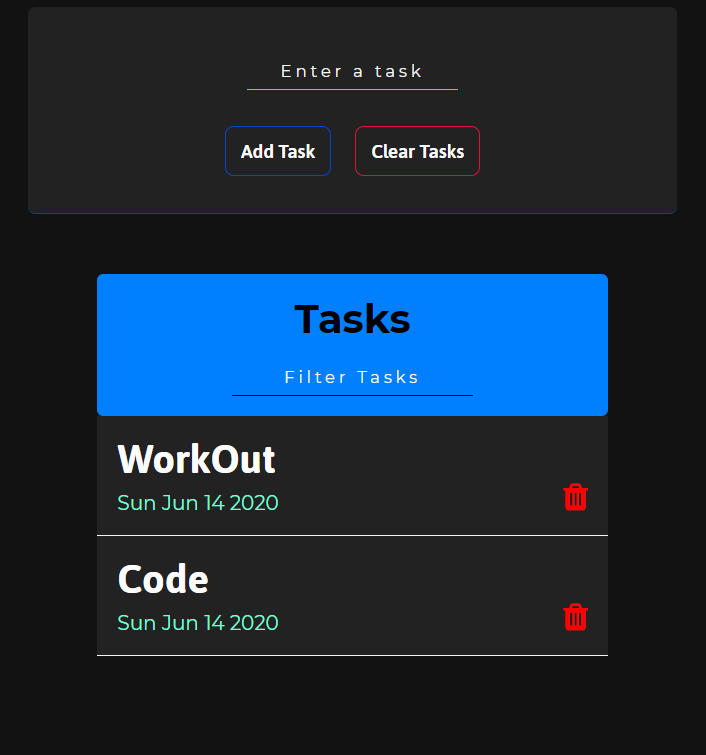 Enter a task
Add Task Clear Tasks
Tasks
Filter Tasks
WorkOut
Sun Jun 14 2020
Code
Sun Jun 14 2020